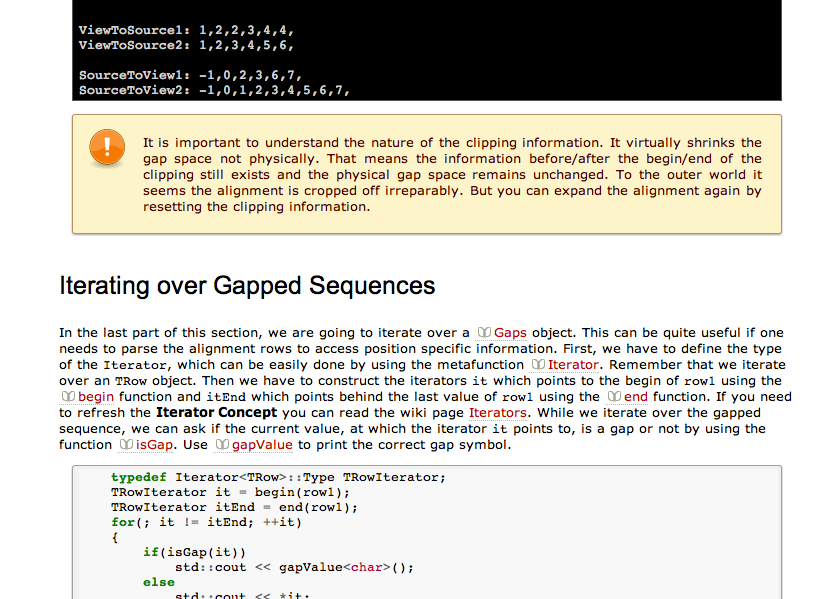 ViewToSource1: 1,2,2,3,4,4,
ViewToSource2: 1,2,3,4,5,6,
SourceToView1: -1,0,2,3,6,7,
SourceToView2: -1,0,1,2,3,4,5,6,7,
It is important to understand the nature of the clipping information. It virtually shrinks the
gap space not physically. That means the information before/after the begin/end of the
clipping still exists and the physical gap space remains unchanged. To the outer world it
seems the alignment is cropped off irreparably. But you can expand the alignment again by
resetting the clipping information.
Iterating over Gapped Sequences
In the last part of this section, we are going to iterate over a Gaps object. This can be quite useful if one
needs to parse the alignment rows to access position specific information. First, we have to define the type
of the Iterator, which can be easily done by using the metafunction Iterator. Remember that we iterate
over an TRow object. Then we have to construct the iterators it which points to the begin of row1 using the
begin function and itEnd which points behind the last value of row1 using the end function. If you need
to refresh the Iterator Concept you can read the wiki page Iterators. While we iterate over the gapped
sequence, we can ask if the current value, at which the iterator it points to, is a gap or not by using the
function isGap. Use gapValue to print the correct gap symbol.
typedef Iterator<TRow>::Type TRowIterator;
TRowIterator it = begin(row1);
TRowIterator itEnd = end(row1);
for(; it != itEnd; ++it)
{
if(isGap(it))
std::cout << gapValue<char>();
else
std::cout << *it;